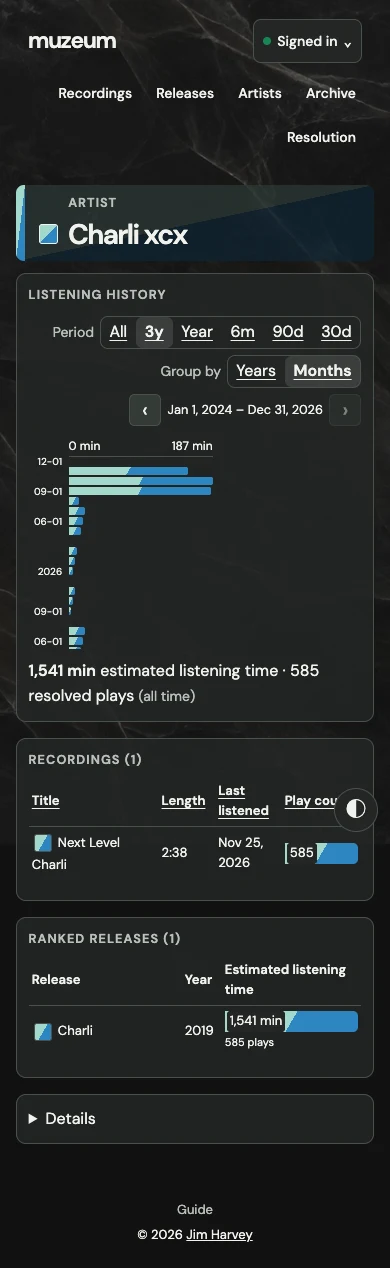 muzeum
Signed in
Recordings Releases Artists Archive
Resolution
ARTIST
Charli xcx
LISTENING HISTORY
Period All 3y Year 6m 90d 30d
Group by Years Months
‹ Jan 1, 2024 – Dec 31, 2026 ›
0 min 187 min
12-01
09-01
06-01
2026
09-01
06-01
1,541 min estimated listening time · 585
resolved plays (all time)
RECORDINGS (1)
Title Length Last listened Play cou
Next Level Charli 2:38 Nov 25, 2026 585
RANKED RELEASES (1)
Release Year Estimated listening time
Charli 2019 1,541 min
585 plays
▶ Details
Guide
© 2026 Jim Harvey